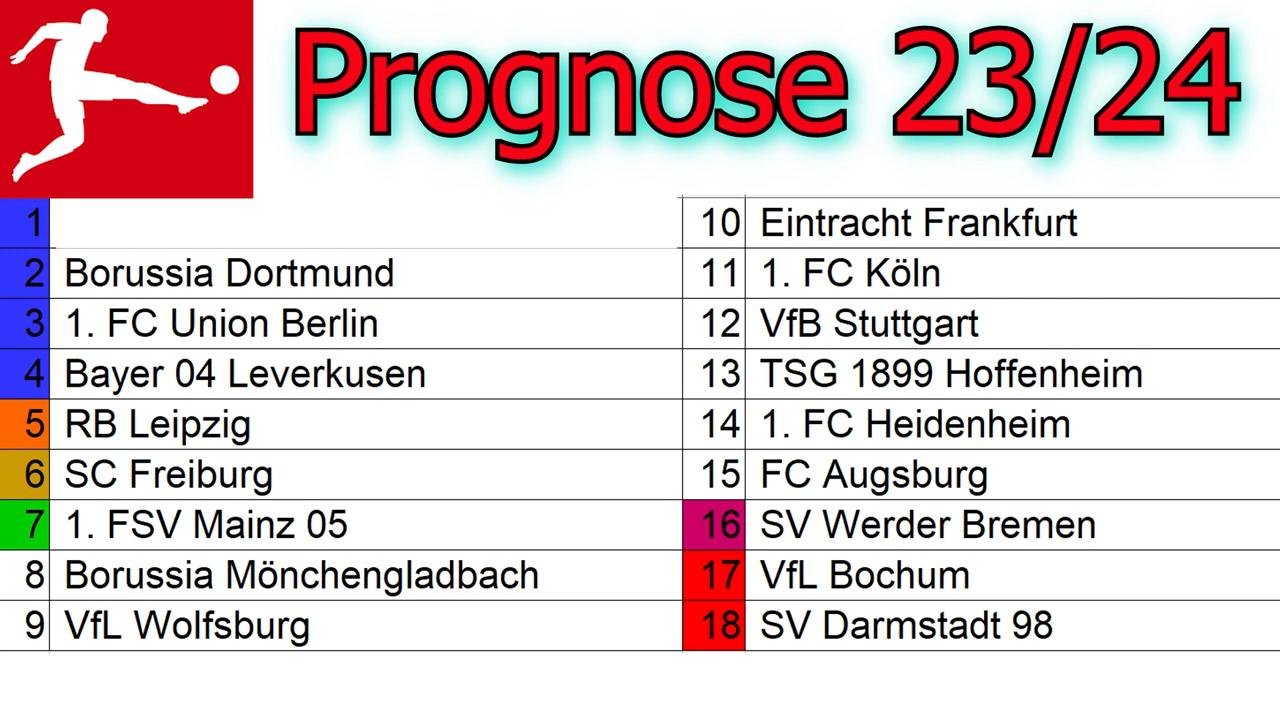 Prognose 23/24
1
2 Borussia Dortmund
3 1. FC Union Berlin
4 Bayer 04 Leverkusen
5 RB Leipzig
6 SC Freiburg
7 1. FSV Mainz 05
8 Borussia Mönchengladbach
9 VfL Wolfsburg
10 Eintracht Frankfurt
11 1. FC Köln
12 VfB Stuttgart
13 TSG 1899 Hoffenheim
14 1. FC Heidenheim
15 FC Augsburg
16 SV Werder Bremen
17 VfL Bochum
18 SV Darmstadt 98